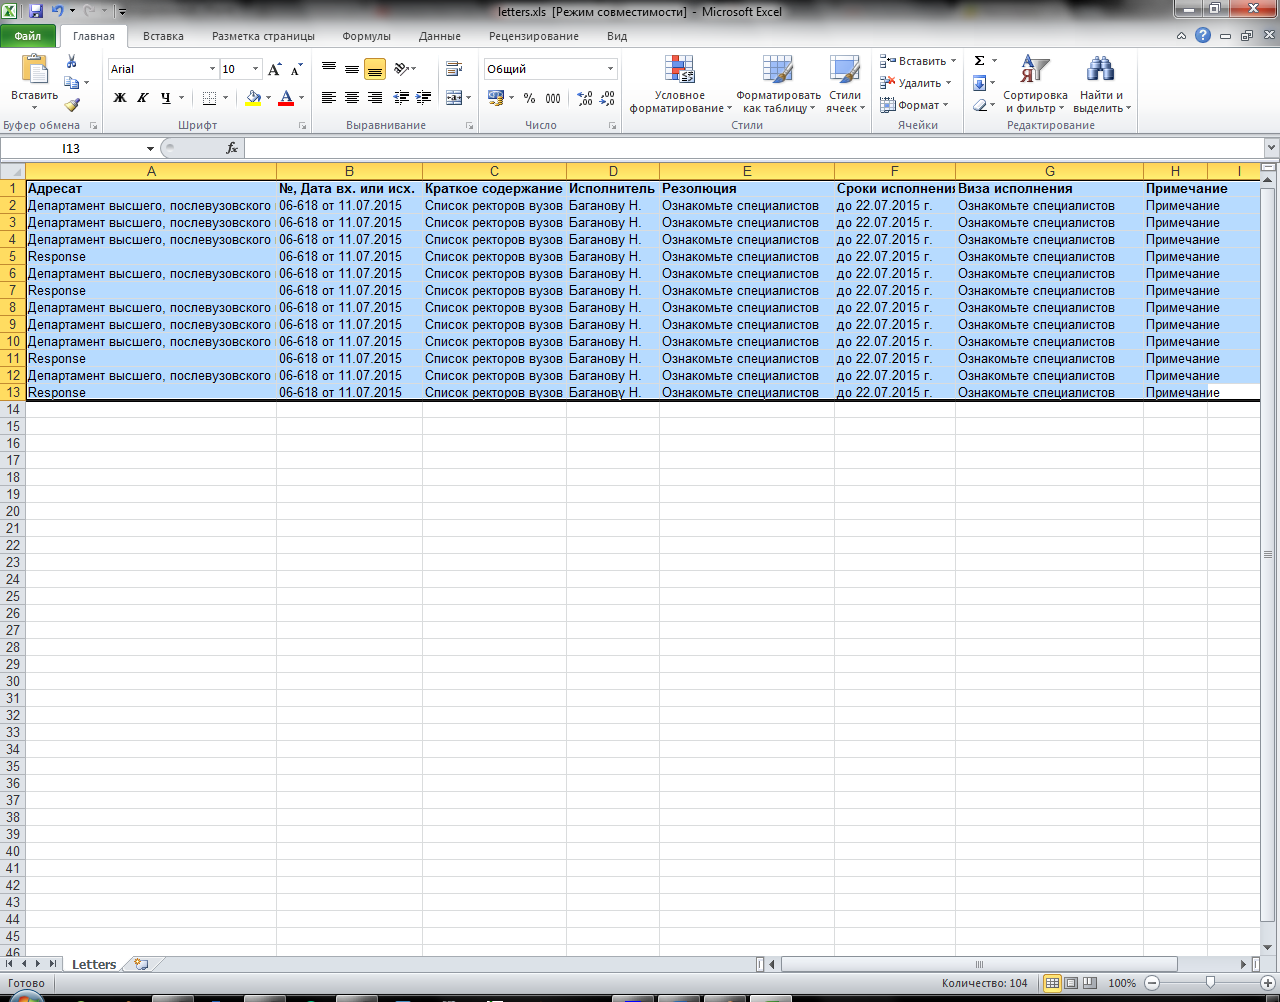 letters.xls [Режим совместимости] - Microsoft Excel
Файл Главная Вставка Разметка страницы Формулы Данные Рецензирование Вид
Вставить
Буфер обмена
Arial 10
Ж К Ч
Шрифт
Выравнивание
Общий
% 000
Число
Условное форматирование
Форматировать как таблицу
Стили ячеек
Стили
Вставить
Удалить
Формат
Ячейки
Σ
Сортировка и фильтр
Найти и выделить
Редактирование
I13 fx
A B C D E F G H I
1 Адресат №, Дата вх. или исх. Краткое содержание Исполнитель Резолюция Сроки исполнения Виза исполнения Примечание
2 Департамент высшего, послевузовского 06-618 от 11.07.2015 Список ректоров вузов Баганову Н. Ознакомьте специалистов до 22.07.2015 г. Ознакомьте специалистов Примечание
3 Департамент высшего, послевузовского 06-618 от 11.07.2015 Список ректоров вузов Баганову Н. Ознакомьте специалистов до 22.07.2015 г. Ознакомьте специалистов Примечание
4 Департамент высшего, послевузовского 06-618 от 11.07.2015 Список ректоров вузов Баганову Н. Ознакомьте специалистов до 22.07.2015 г. Ознакомьте специалистов Примечание
5 Response 06-618 от 11.07.2015 Список ректоров вузов Баганову Н. Ознакомьте специалистов до 22.07.2015 г. Ознакомьте специалистов Примечание
6 Департамент высшего, послевузовского 06-618 от 11.07.2015 Список ректоров вузов Баганову Н. Ознакомьте специалистов до 22.07.2015 г. Ознакомьте специалистов Примечание
7 Response 06-618 от 11.07.2015 Список ректоров вузов Баганову Н. Ознакомьте специалистов до 22.07.2015 г. Ознакомьте специалистов Примечание
8 Департамент высшего, послевузовского 06-618 от 11.07.2015 Список ректоров вузов Баганову Н. Ознакомьте специалистов до 22.07.2015 г. Ознакомьте специалистов Примечание
9 Департамент высшего, послевузовского 06-618 от 11.07.2015 Список ректоров вузов Баганову Н. Ознакомьте специалистов до 22.07.2015 г. Ознакомьте специалистов Примечание
10 Департамент высшего, послевузовского 06-618 от 11.07.2015 Список ректоров вузов Баганову Н. Ознакомьте специалистов до 22.07.2015 г. Ознакомьте специалистов Примечание
11 Response 06-618 от 11.07.2015 Список ректоров вузов Баганову Н. Ознакомьте специалистов до 22.07.2015 г. Ознакомьте специалистов Примечание
12 Департамент высшего, послевузовского 06-618 от 11.07.2015 Список ректоров вузов Баганову Н. Ознакомьте специалистов до 22.07.2015 г. Ознакомьте специалистов Примечание
13 Response 06-618 от 11.07.2015 Список ректоров вузов Баганову Н. Ознакомьте специалистов до 22.07.2015 г. Ознакомьте специалистов Примечание
14
15
16
17
18
19
20
21
22
23
24
25
26
27
28
29
30
31
32
33
34
35
36
37
38
39
40
41
42
43
44
45
46
Letters
Готово Количество: 104 100%